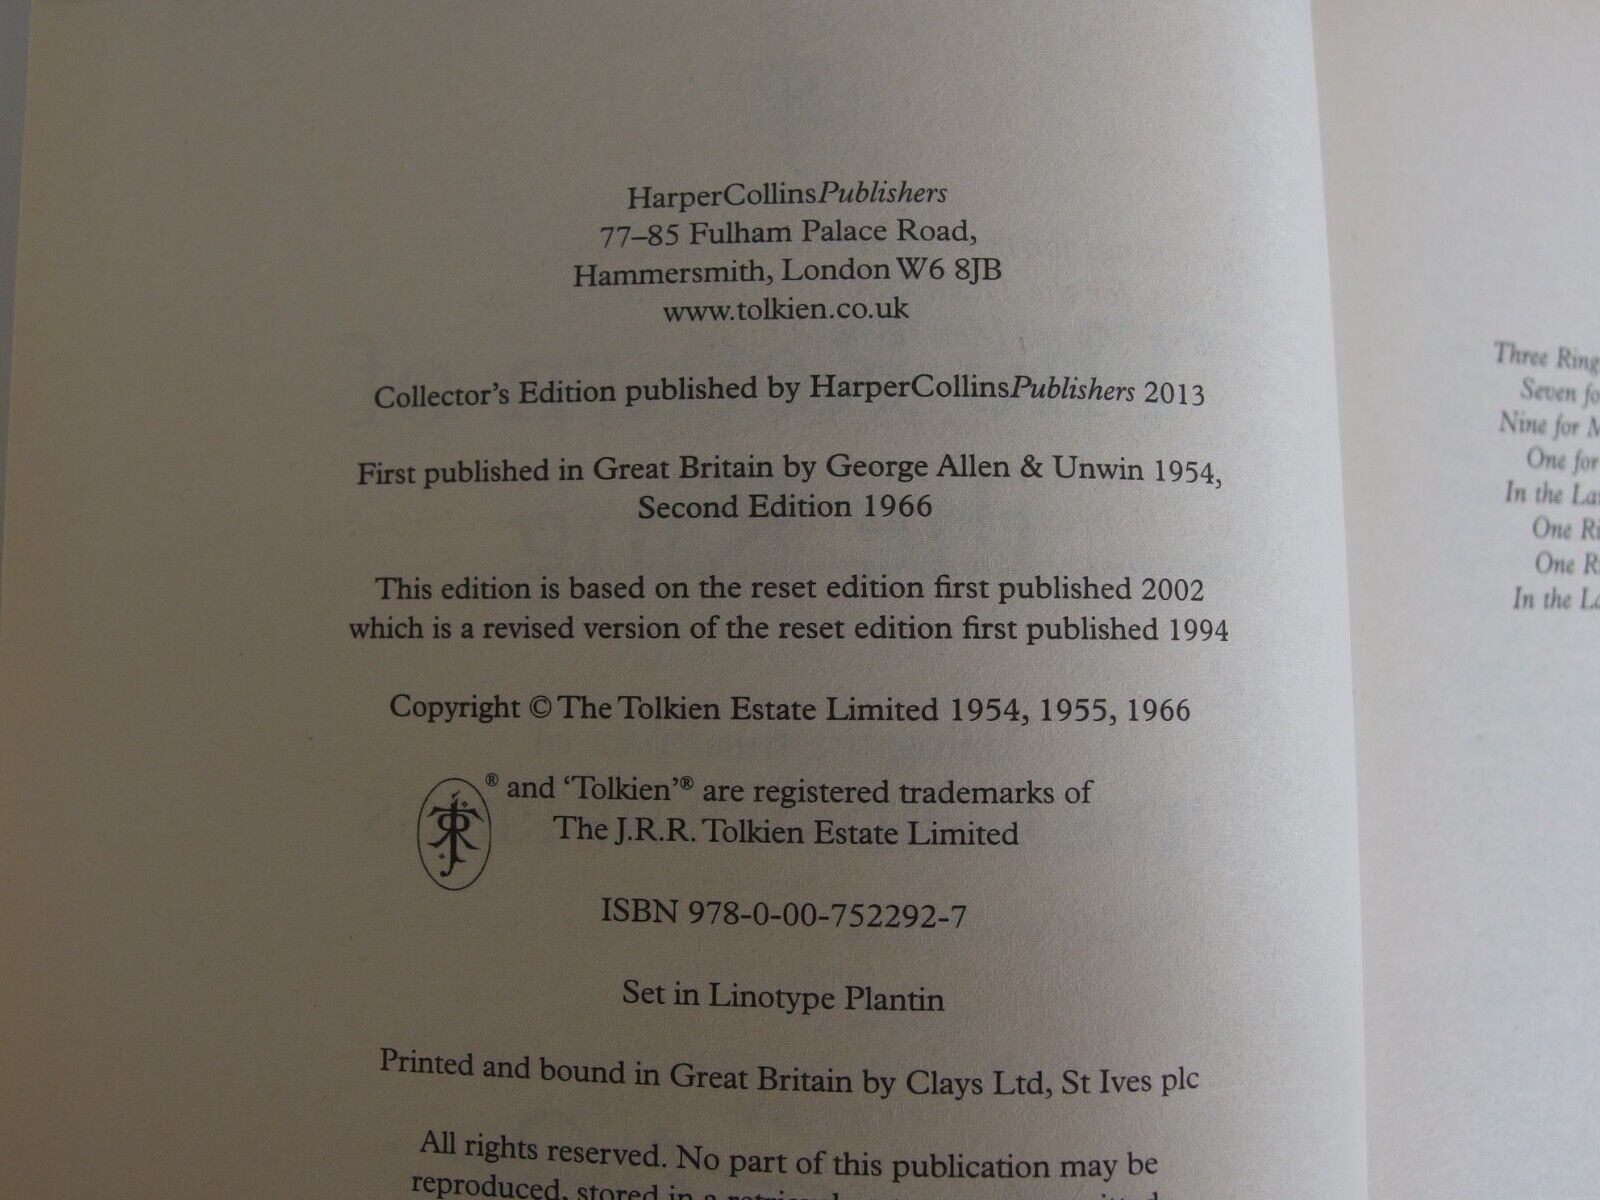 HarperCollinsPublishers
77–85 Fulham Palace Road,
Hammersmith, London W6 8JB
www.tolkien.co.uk
Collector's Edition published by HarperCollinsPublishers 2013
First published in Great Britain by George Allen & Unwin 1954,
Second Edition 1966
This edition is based on the reset edition first published 2002
which is a revised version of the reset edition first published 1994
Copyright © The Tolkien Estate Limited 1954, 1955, 1966
® and ‘Tolkien’® are registered trademarks of
The J.R.R. Tolkien Estate Limited
ISBN 978-0-00-752292-7
Set in Linotype Plantin
Printed and bound in Great Britain by Clays Ltd, St Ives plc
All rights reserved. No part of this publication may be
reproduced, stored in a
Three Ring
Seven fo
Nine for M
One for
In the La
One Ri
One R
In the La